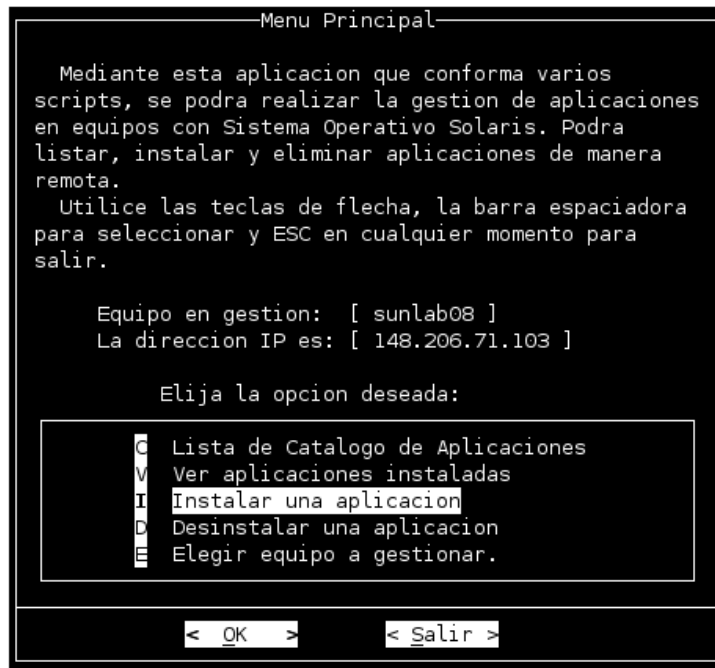 Menu Principal
Mediante esta aplicacion que conforma varios
scripts, se podra realizar la gestion de aplicaciones
en equipos con Sistema Operativo Solaris. Podra
listar, instalar y eliminar aplicaciones de manera
remota.
Utilice las teclas de flecha, la barra espaciadora
para seleccionar y ESC en cualquier momento para
salir.
Equipo en gestion: [ sunlab08 ]
La direccion IP es: [ 148.206.71.103 ]
Elija la opcion deseada:
C Lista de Catalogo de Aplicaciones
V Ver aplicaciones instaladas
I Instalar una aplicacion
D Desinstalar una aplicacion
E Elegir equipo a gestionar.
< OK > < Salir >